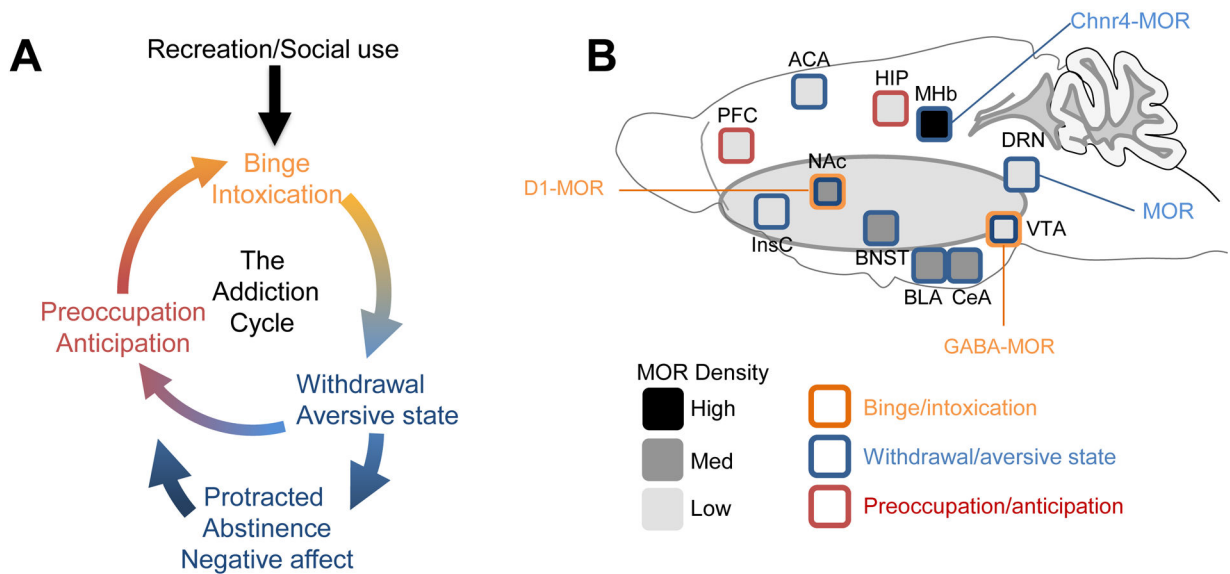 A
Recreation/Social use
Binge
Intoxication
The
Addiction
Cycle
Preoccupation
Anticipation
Withdrawal
Aversive state
Protracted
Abstinence
Negative affect
B
Chnr4-MOR
ACA
HIP
MHb
PFC
DRN
NAc
D1-MOR
MOR
InsC
BNST
VTA
BLA
CeA
GABA-MOR
MOR Density
High
Med
Low
Binge/intoxication
Withdrawal/aversive state
Preoccupation/anticipation